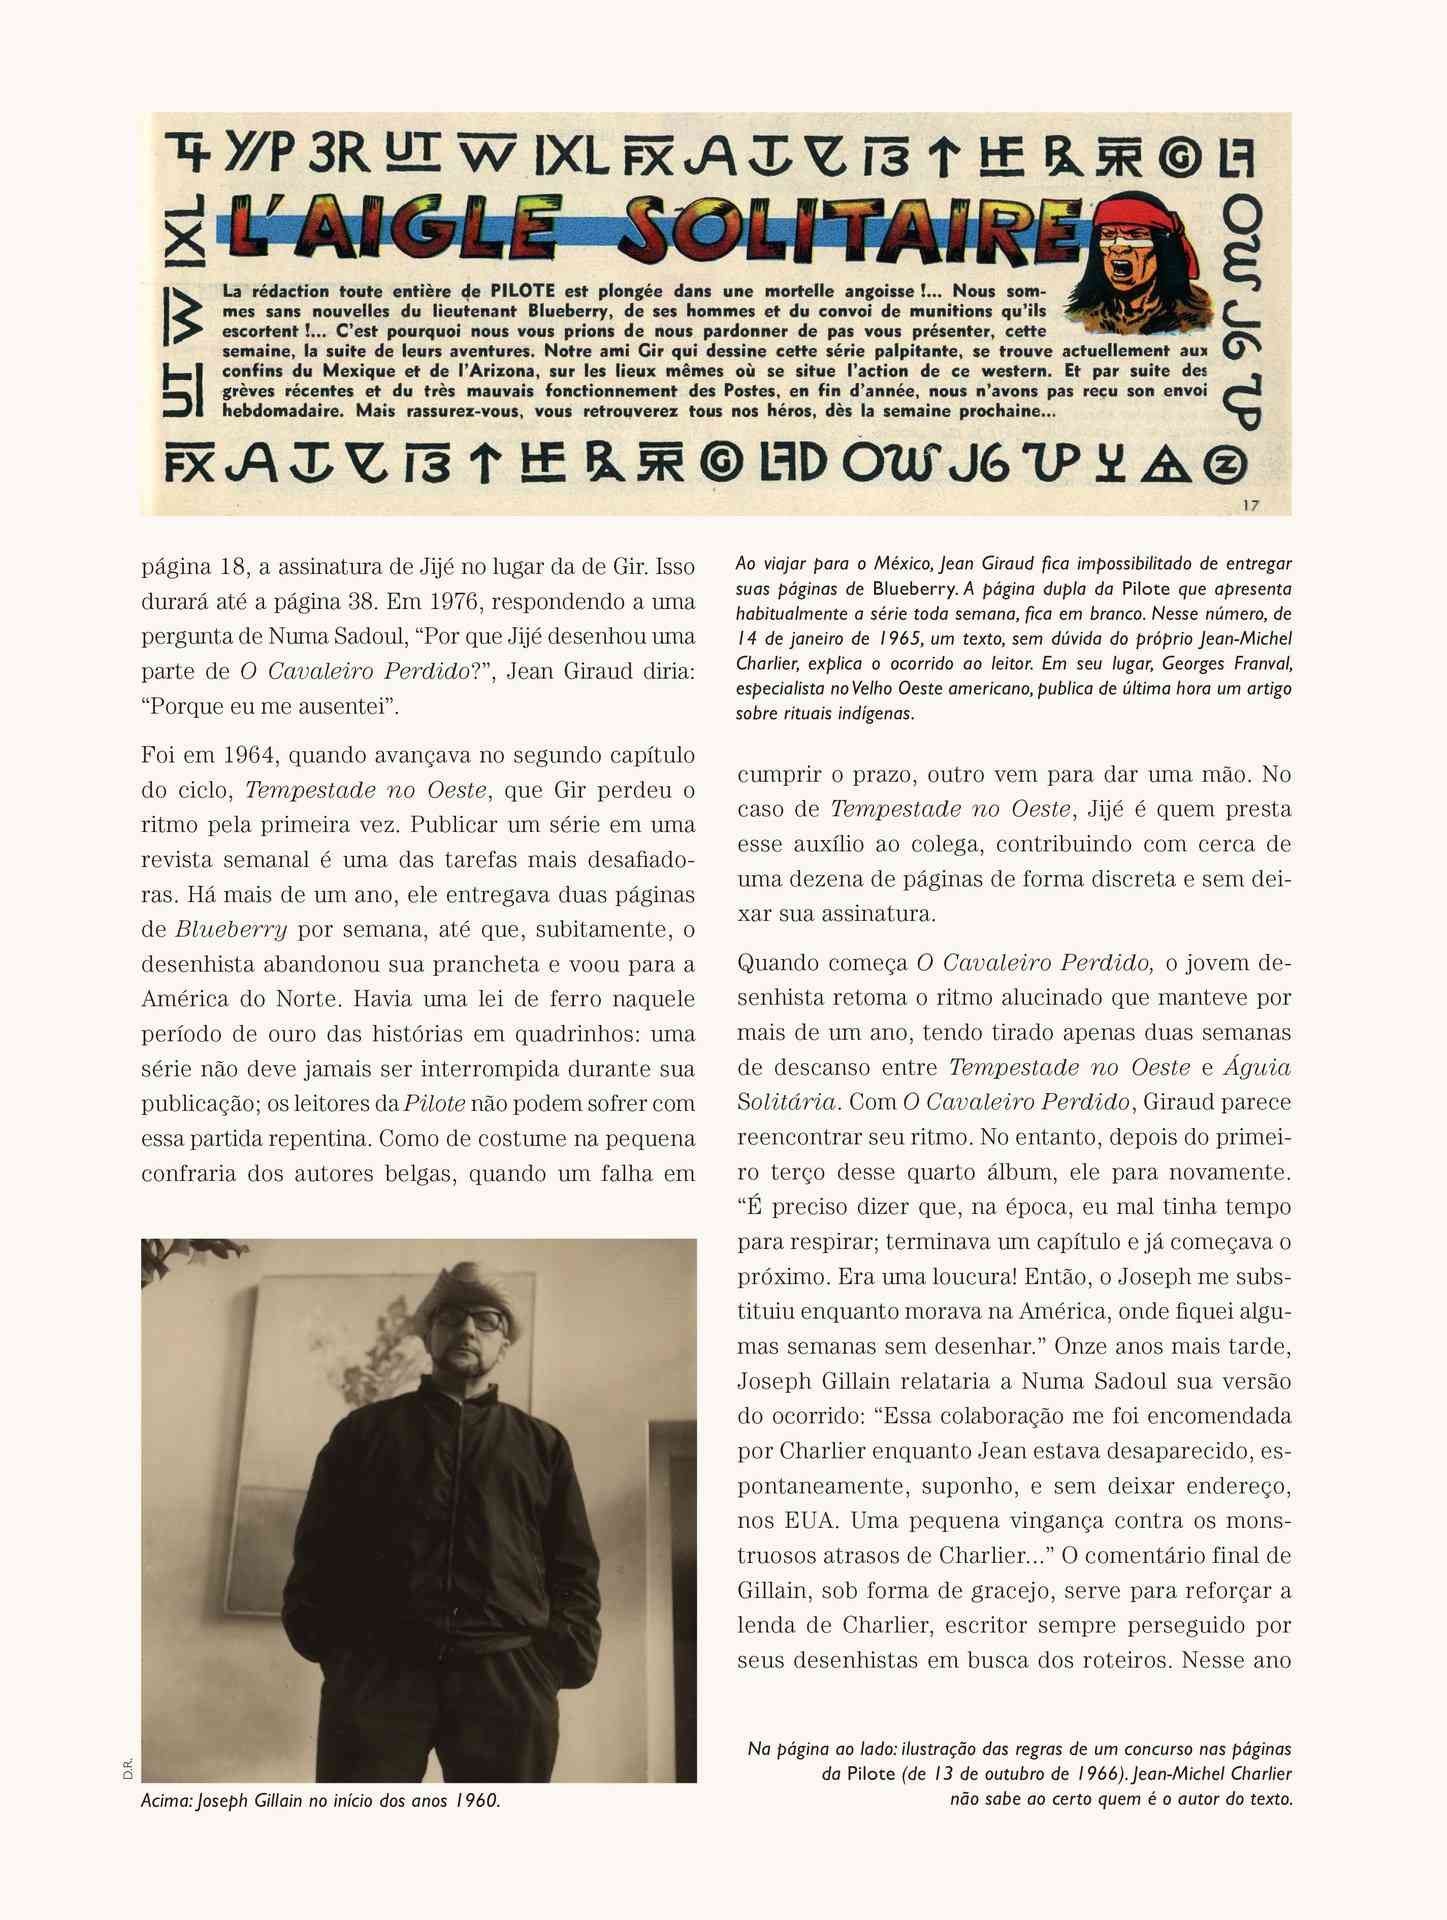 L'AIGLE SOLITAIRE
La rédaction toute entière de PILOTE est plongée dans une mortelle angoisse !... Nous som-
mes sans nouvelles du lieutenant Blueberry, de ses hommes et du convoi de munitions qu'ils
escortent !... C'est pourquoi nous vous prions de nous pardonner de pas vous présenter, cette
semaine, la suite de leurs aventures. Notre ami Gir qui dessine cette série palpitante, se trouve actuellement aux
confins du Mexique et de l'Arizona, sur les lieux mêmes où se situe l'action de ce western. Et par suite des
grèves récentes et du très mauvais fonctionnement des Postes, en fin d'année, nous n'avons pas reçu son envoi
hebdomadaire. Mais rassurez-vous, vous retrouverez tous nos héros, dès la semaine prochaine...
17
página 18, a assinatura de Jijé no lugar da de Gir. Isso
durará até a página 38. Em 1976, respondendo a uma
pergunta de Numa Sadoul, “Por que Jijé desenhou uma
parte de O Cavaleiro Perdido?”, Jean Giraud diria:
“Porque eu me ausentei”.
Foi em 1964, quando avançava no segundo capítulo
do ciclo, Tempestade no Oeste, que Gir perdeu o
ritmo pela primeira vez. Publicar um série em uma
revista semanal é uma das tarefas mais desafiado-
ras. Há mais de um ano, ele entregava duas páginas
de Blueberry por semana, até que, subitamente, o
desenhista abandonou sua prancheta e voou para a
América do Norte. Havia uma lei de ferro naquele
período de ouro das histórias em quadrinhos: uma
série não deve jamais ser interrompida durante sua
publicação; os leitores da Pilote não podem sofrer com
essa partida repentina. Como de costume na pequena
confraria dos autores belgas, quando um falha em
D.R.
Acima: Joseph Gillain no início dos anos 1960.
Ao viajar para o México, Jean Giraud fica impossibilitado de entregar
suas páginas de Blueberry. A página dupla da Pilote que apresenta
habitualmente a série toda semana, fica em branco. Nesse número, de
14 de janeiro de 1965, um texto, sem dúvida do próprio Jean-Michel
Charlier, explica o ocorrido ao leitor. Em seu lugar, Georges Franval,
especialista no Velho Oeste americano, publica de última hora um artigo
sobre rituais indígenas.
cumprir o prazo, outro vem para dar uma mão. No
caso de Tempestade no Oeste, Jijé é quem presta
esse auxílio ao colega, contribuindo com cerca de
uma dezena de páginas de forma discreta e sem dei-
xar sua assinatura.
Quando começa O Cavaleiro Perdido, o jovem de-
senhista retoma o ritmo alucinado que manteve por
mais de um ano, tendo tirado apenas duas semanas
de descanso entre Tempestade no Oeste e Águia
Solitária. Com O Cavaleiro Perdido, Giraud parece
reencontrar seu ritmo. No entanto, depois do primei-
ro terço desse quarto álbum, ele para novamente.
“É preciso dizer que, na época, eu mal tinha tempo
para respirar; terminava um capítulo e já começava o
próximo. Era uma loucura! Então, o Joseph me subs-
tituiu enquanto morava na América, onde fiquei algu-
mas semanas sem desenhar.” Onze anos mais tarde,
Joseph Gillain relataria a Numa Sadoul sua versão
do ocorrido: “Essa colaboração me foi encomendada
por Charlier enquanto Jean estava desaparecido, es-
pontaneamente, suponho, e sem deixar endereço,
nos EUA. Uma pequena vingança contra os mons-
truosos atrasos de Charlier...” O comentário final de
Gillain, sob forma de gracejo, serve para reforçar a
lenda de Charlier, escritor sempre perseguido por
seus desenhistas em busca dos roteiros. Nesse ano
Na página ao lado: ilustração das regras de um concurso nas páginas
da Pilote (de 13 de outubro de 1966). Jean-Michel Charlier
não sabe ao certo quem é o autor do texto.